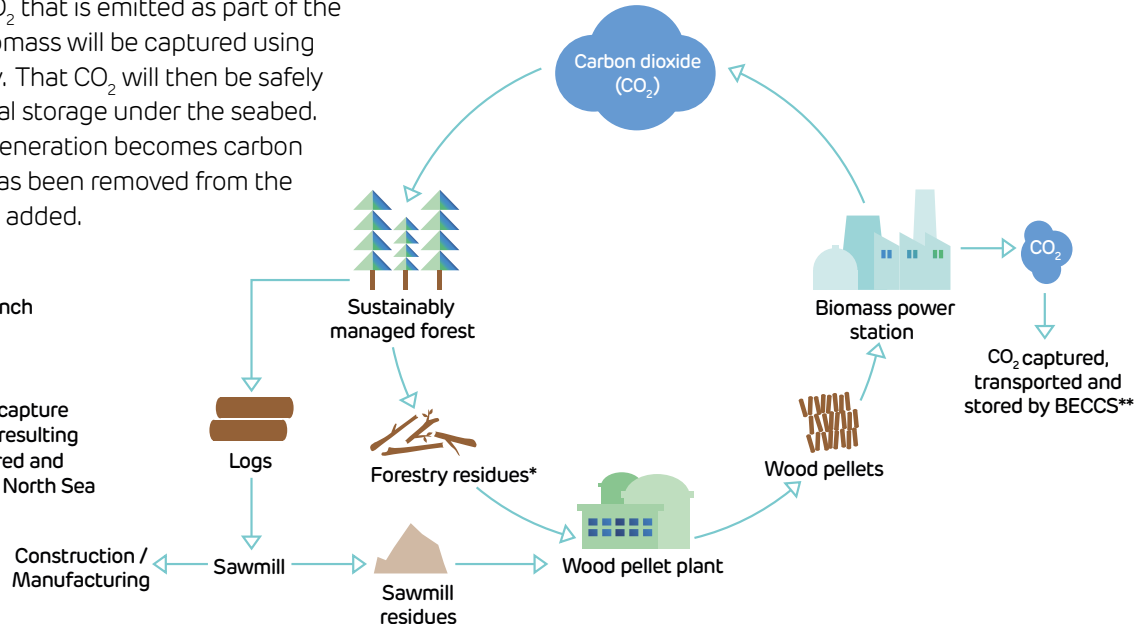 O₂ that is emitted as part of the
omass will be captured using
y. That CO₂ will then be safely
al storage under the seabed.
eneration becomes carbon
as been removed from the
added.
nch
capture
resulting
red and
North Sea
Carbon dioxide
(CO₂)
Sustainably
managed forest
Biomass power
station
CO₂
CO₂ captured,
transported and
stored by BECCS**
Logs
Forestry residues*
Wood pellets
Construction /
Manufacturing
Sawmill
Sawmill
residues
Wood pellet plant